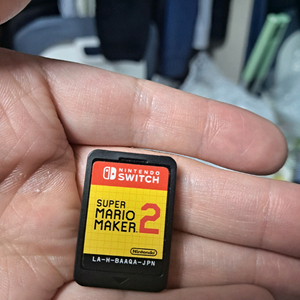 NINTENDO
SWITCH
SUPER
MARIO
MAKER 2
Nintendo
LA-H-BAAQA-JPN